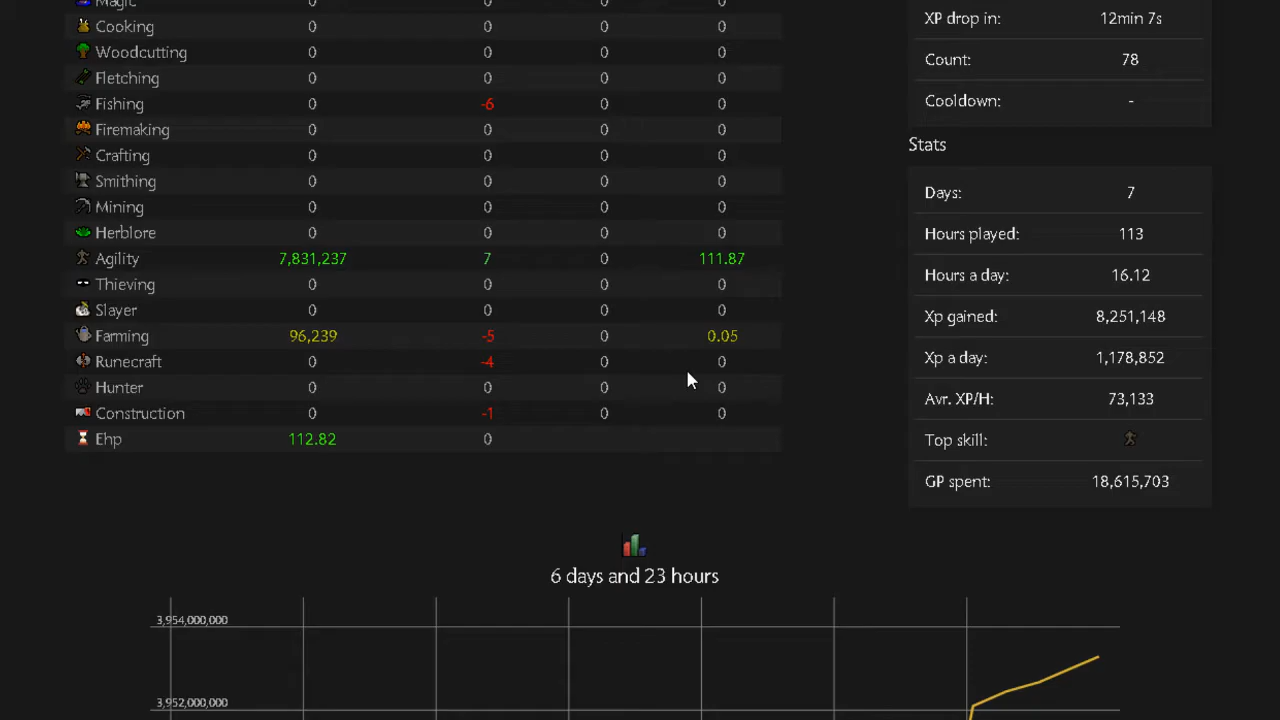 Magic 0 0 0 0
Cooking 0 0 0 0
Woodcutting 0 0 0 0
Fletching 0 0 0 0
Fishing 0 -6 0 0
Firemaking 0 0 0 0
Crafting 0 0 0 0
Smithing 0 0 0 0
Mining 0 0 0 0
Herblore 0 0 0 0
Agility 7,831,237 7 0 111.87
Thieving 0 0 0 0
Slayer 0 0 0 0
Farming 96,239 -5 0 0.05
Runecraft 0 -4 0 0
Hunter 0 0 0 0
Construction 0 -1 0 0
Ehp 112.82 0
XP drop in: 12min 7s
Count: 78
Cooldown: -
Stats
Days: 7
Hours played: 113
Hours a day: 16.12
Xp gained: 8,251,148
Xp a day: 1,178,852
Avr. XP/H: 73,133
Top skill:
GP spent: 18,615,703
6 days and 23 hours
3,954,000,000
3,952,000,000